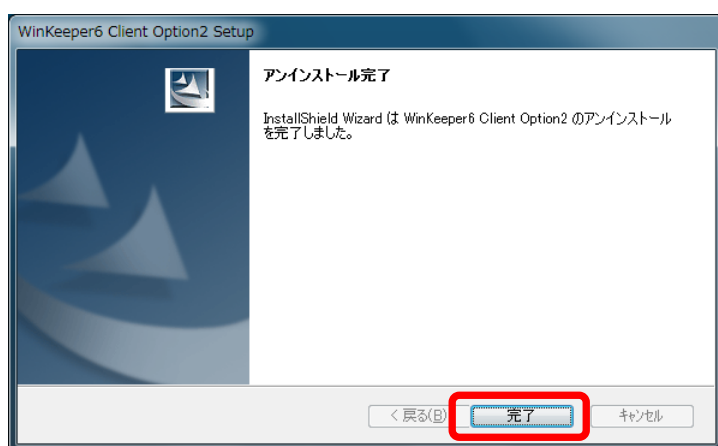 WinKeeper6 Client Option2 Setup
アンインストール完了
InstallShield Wizard は WinKeeper6 Client Option2 のアンインストール
を完了しました。
< 戻る(B)
完了
キャンセル